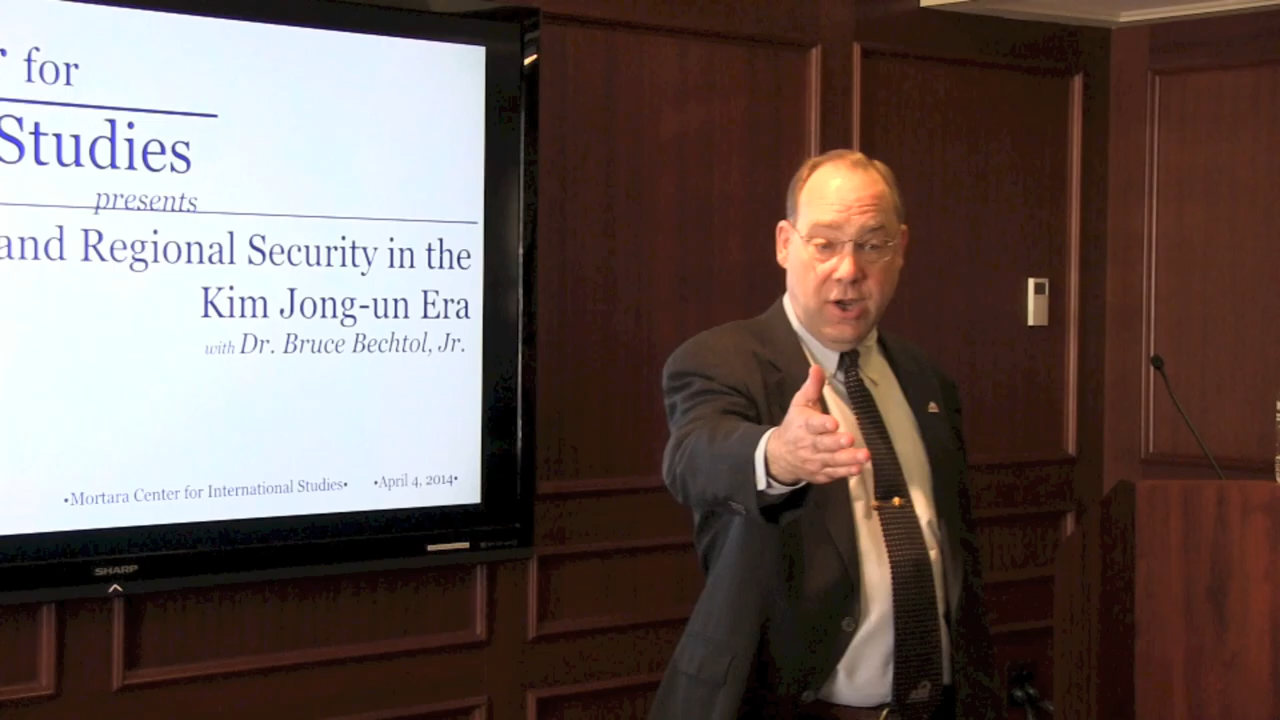 for
Studies
presents
and Regional Security in the
Kim Jong-un Era
with Dr. Bruce Bechtol, Jr.
•Mortara Center for International Studies• •April 4, 2014•
SHARP